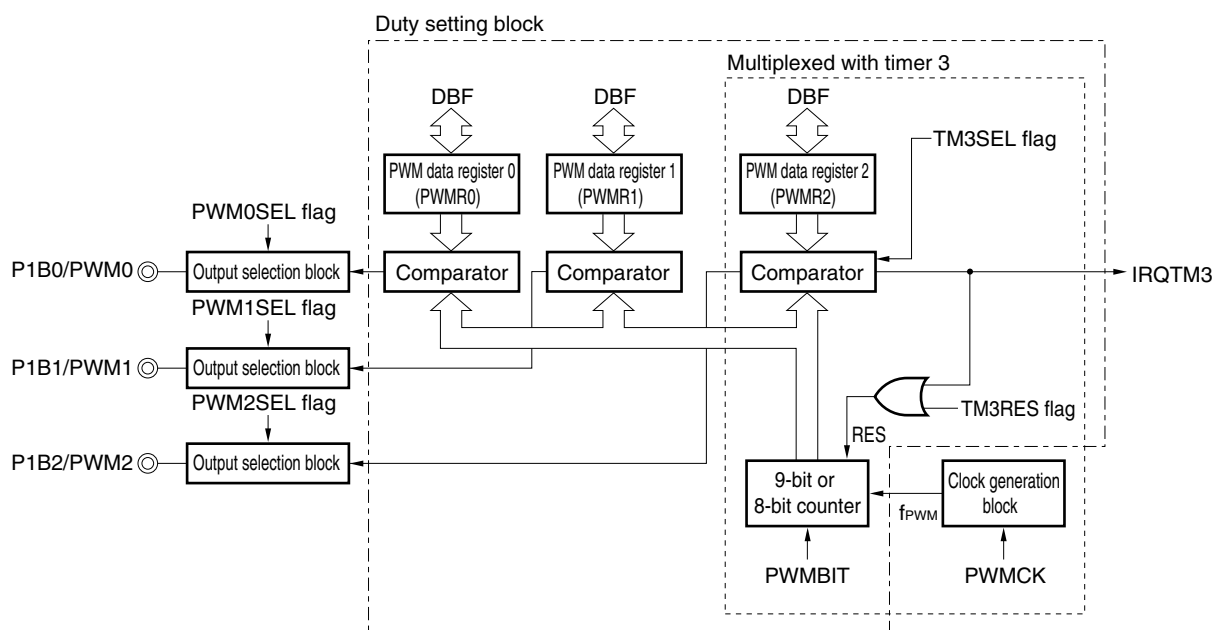 Duty setting block
Multiplexed with timer 3
DBF
DBF
DBF
TM3SEL flag
PWM data register 0
(PWMR0)
PWM data register 1
(PWMR1)
PWM data register 2
(PWMR2)
PWM0SEL flag
P1B0/PWM0
Output selection block
Comparator
Comparator
Comparator
IRQTM3
PWM1SEL flag
P1B1/PWM1
Output selection block
PWM2SEL flag
TM3RES flag
RES
P1B2/PWM2
Output selection block
9-bit or
8-bit counter
fPWM
Clock generation
block
PWMBIT
PWMCK